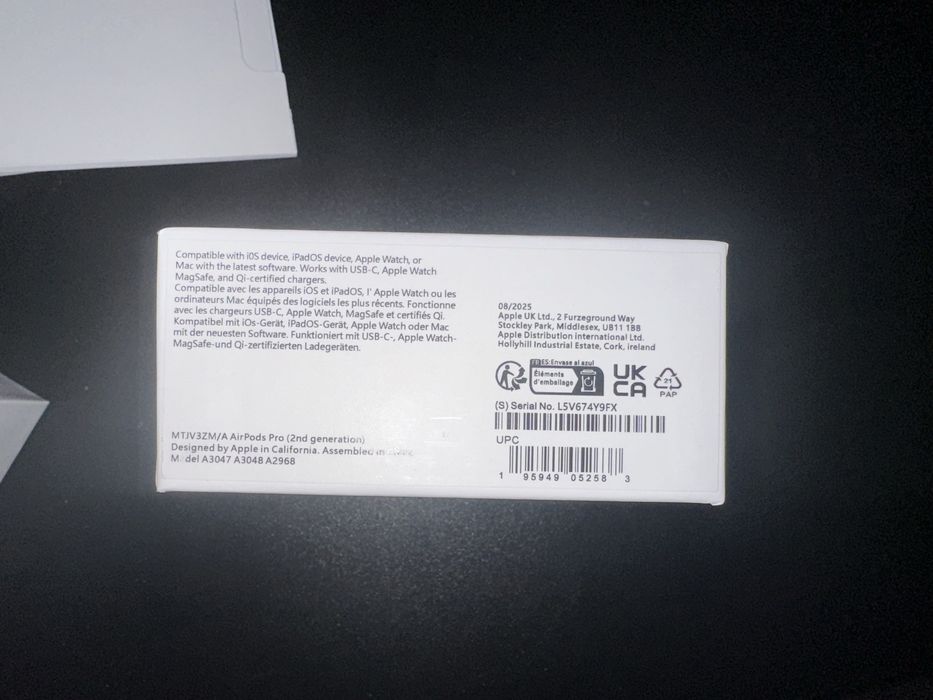 Compatible with iOS device, iPadOS device, Apple Watch, or
Mac with the latest software. Works with USB-C, Apple Watch
MagSafe, and Qi-certified chargers.
Compatible avec les appareils iOS et iPadOS, l' Apple Watch ou les
ordinateurs Mac équipés des logiciels les plus récents. Fonctionne
avec les chargeurs USB-C, Apple Watch, MagSafe et certifiés Qi.
Kompatibel mit iOs-Gerät, iPadOS-Gerät, Apple Watch oder Mac
mit der neuesten Software. Funktioniert mit USB-C-, Apple Watch-
MagSafe-und Qi-zertifizierten Ladegeräten.
MTJV3ZM/A AirPods Pro (2nd generation)
Designed by Apple in California. Assembled in
M del A3047 A3048 A2968
08/2025
Apple UK Ltd., 2 Furzeground Way
Stockley Park, Middlesex, UB11 1BB
Apple Distribution international Ltd.
Hollyhill Industrial Estate, Cork, ireland
FR ES: Envase al azul
Éléments
d'emballage
UK
CA
21
PAP
(S) Serial No. L5V674Y9FX
UPC
1 95949 05258 3